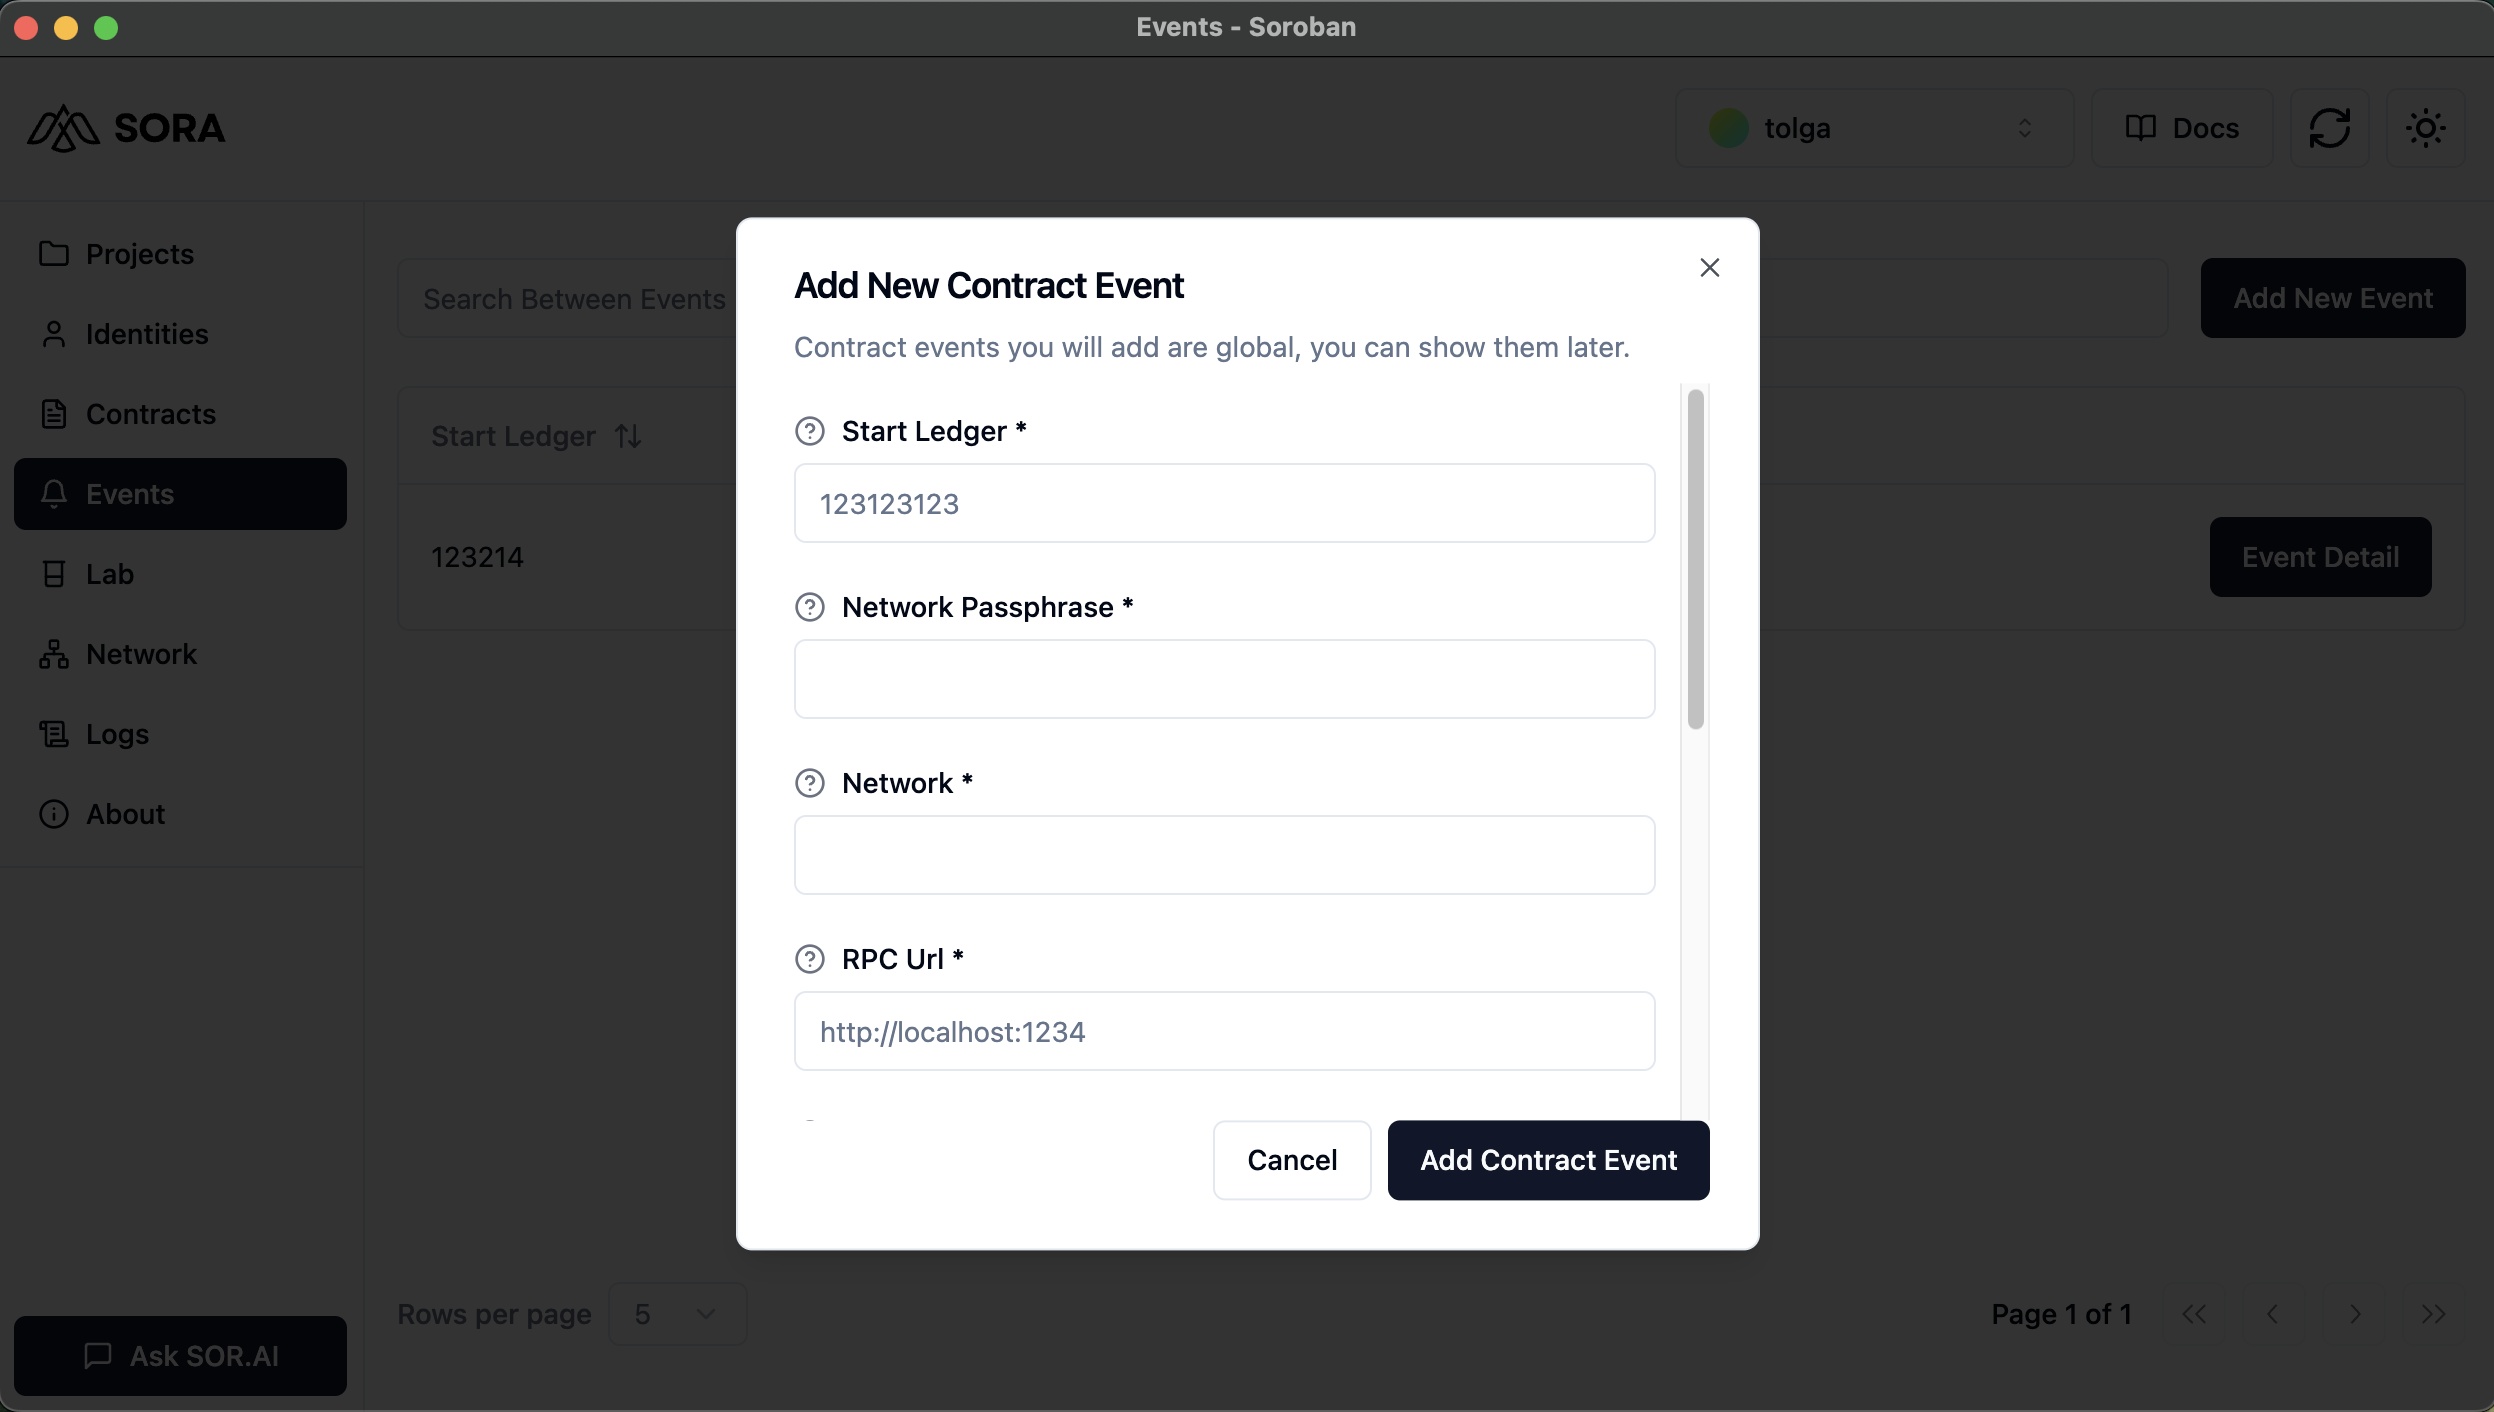 Events - Soroban
SORA
tolga
Docs
Projects
Identities
Contracts
Events
Lab
Network
Logs
About
Ask SOR.AI
Search Between Events
Add New Event
Start Ledger
123214
Event Detail
Add New Contract Event
Contract events you will add are global, you can show them later.
Start Ledger *
123123123
Network Passphrase *
Network *
RPC Url *
http://localhost:1234
Cancel
Add Contract Event
Rows per page
5
Page 1 of 1